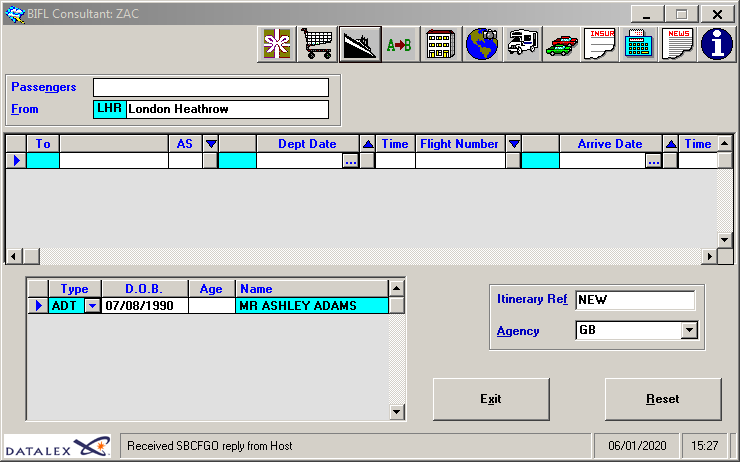 BIFL Consultant: ZAC
A B
INSUR
NEWS
i
Passengers
From LHR London Heathrow
To AS Dept Date Time Flight Number Arrive Date Time
...
...
Type D.O.B. Age Name
ADT 07/08/1990 MR ASHLEY ADAMS
Itinerary Ref NEW
Agency GB
Exit Reset
DATALEX Received SBCFGO reply from Host 06/01/2020 15:27